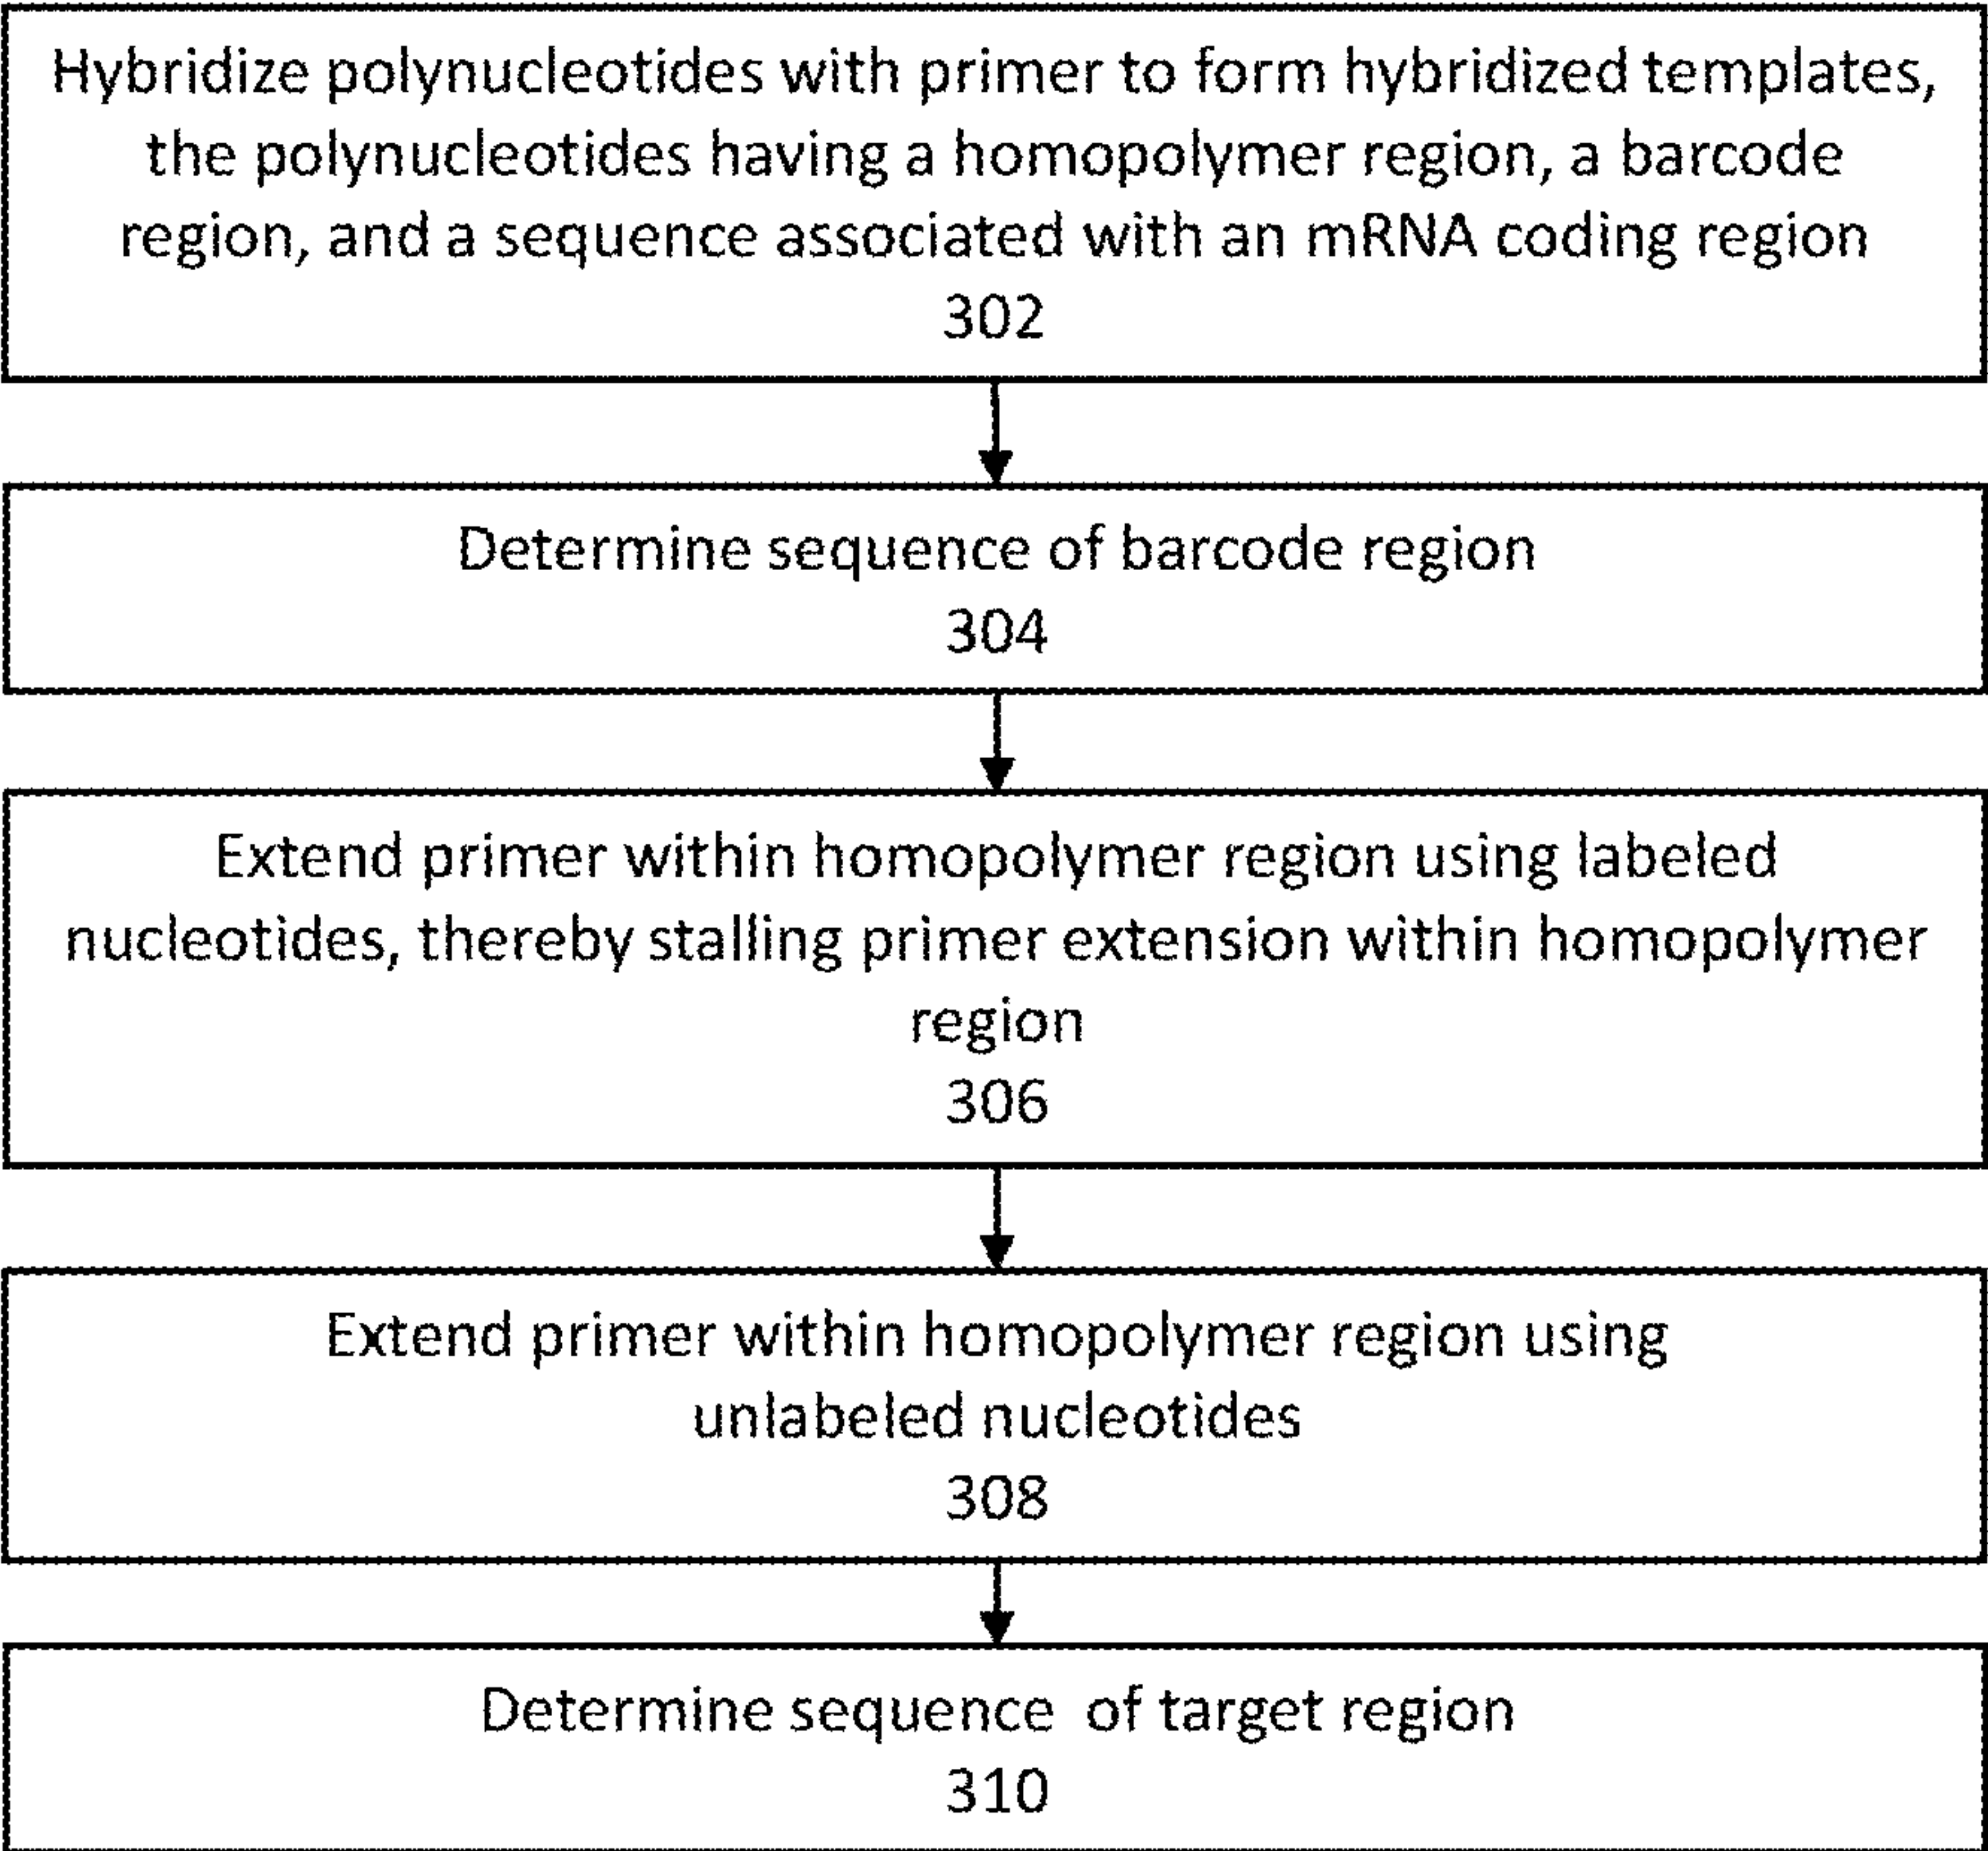 Hybridize polynucleotides with primer to form hybridized templates,
the polynucleotides having a homopolymer region, a barcode
region, and a sequence associated with an mRNA coding region
302
Determine sequence of barcode region
304
Extend primer within homopolymer region using labeled
nucleotides, thereby stalling primer extension within homopolymer
region
306
Extend primer within homopolymer region using
unlabeled nucleotides
308
Determine sequence of target region
310